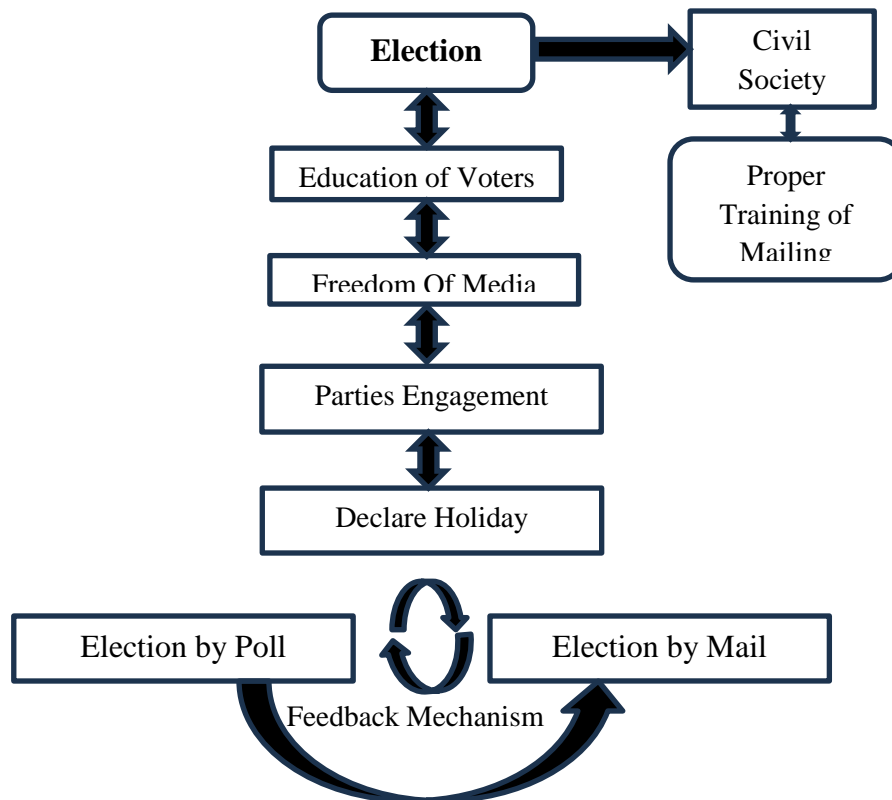 Election
Civil
Society
Education of Voters
Proper
Training of
Mailing
Freedom Of Media
Parties Engagement
Declare Holiday
Election by Poll
Election by Mail
Feedback Mechanism